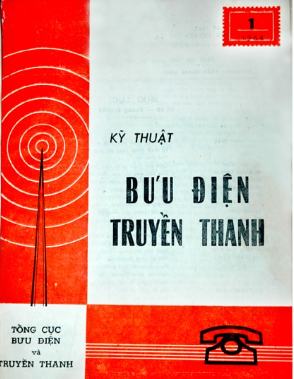 1
KỸ THUẬT
BƯU ĐIỆN
TRUYỀN THANH
TỔNG CỤC
BƯU ĐIỆN
và
TRUYỀN THANH